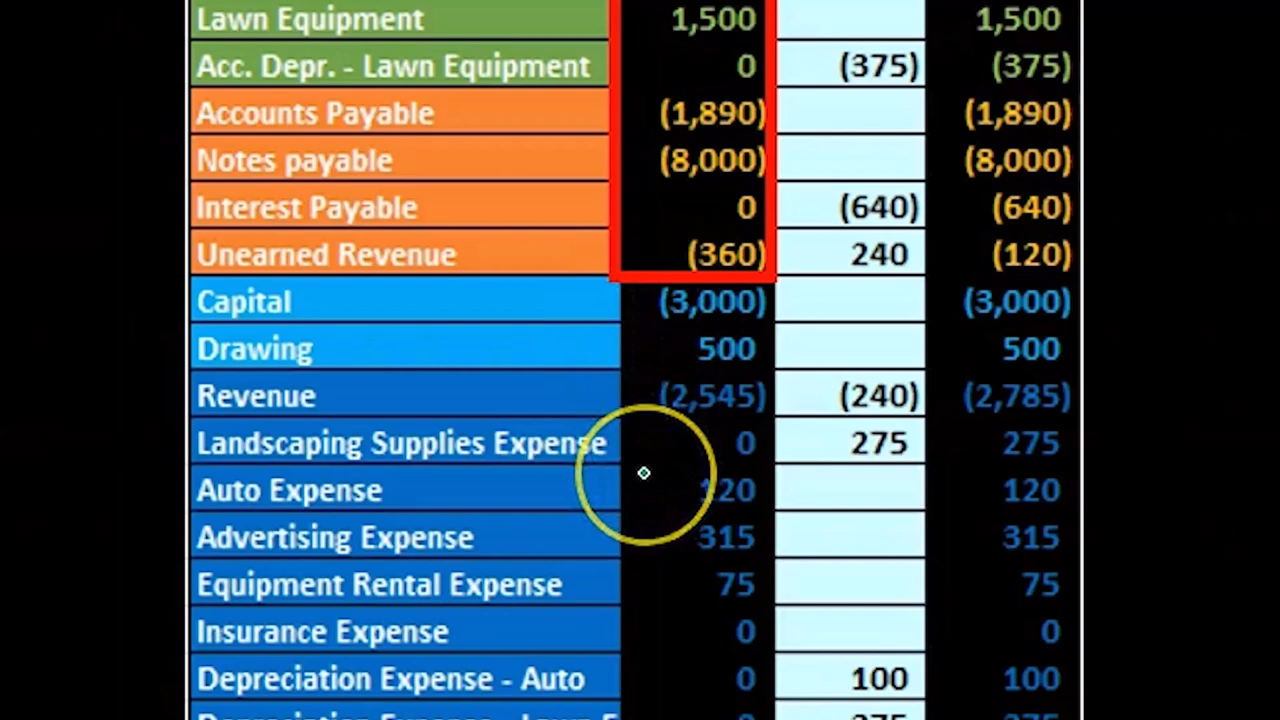 Lawn Equipment 1,500 1,500
Acc. Depr. - Lawn Equipment 0 (375) (375)
Accounts Payable (1,890) (1,890)
Notes payable (8,000) (8,000)
Interest Payable 0 (640) (640)
Unearned Revenue (360) 240 (120)
Capital (3,000) (3,000)
Drawing 500 500
Revenue (2,545) (240) (2,785)
Landscaping Supplies Expense 0 275 275
Auto Expense 120 120
Advertising Expense 315 315
Equipment Rental Expense 75 75
Insurance Expense 0 0
Depreciation Expense - Auto 0 100 100